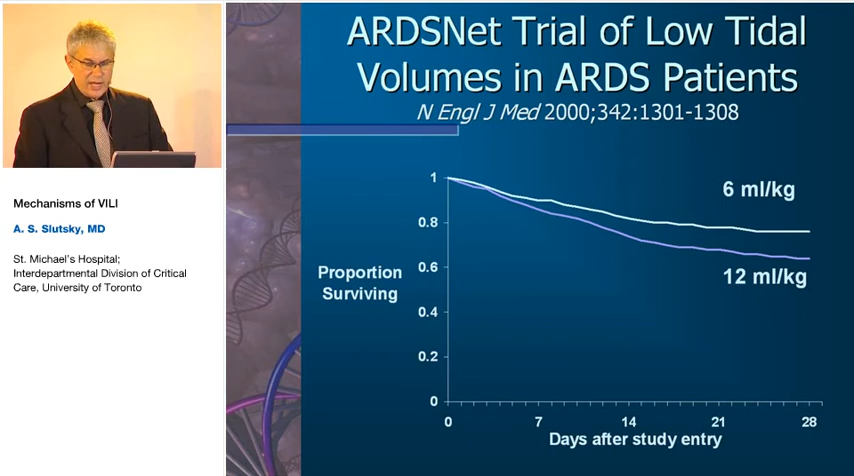 ARDSNet Trial of Low Tidal
Volumes in ARDS Patients
N Engl J Med 2000;342:1301-1308
Mechanisms of VILI
A. S. Slutsky, MD
St. Michael's Hospital;
Interdepartmental Division of Critical
Care, University of Toronto
Proportion
Surviving
1
0.8
0.6
0.4
0.2
0
6 ml/kg
12 ml/kg
0 7 14 21 28
Days after study entry